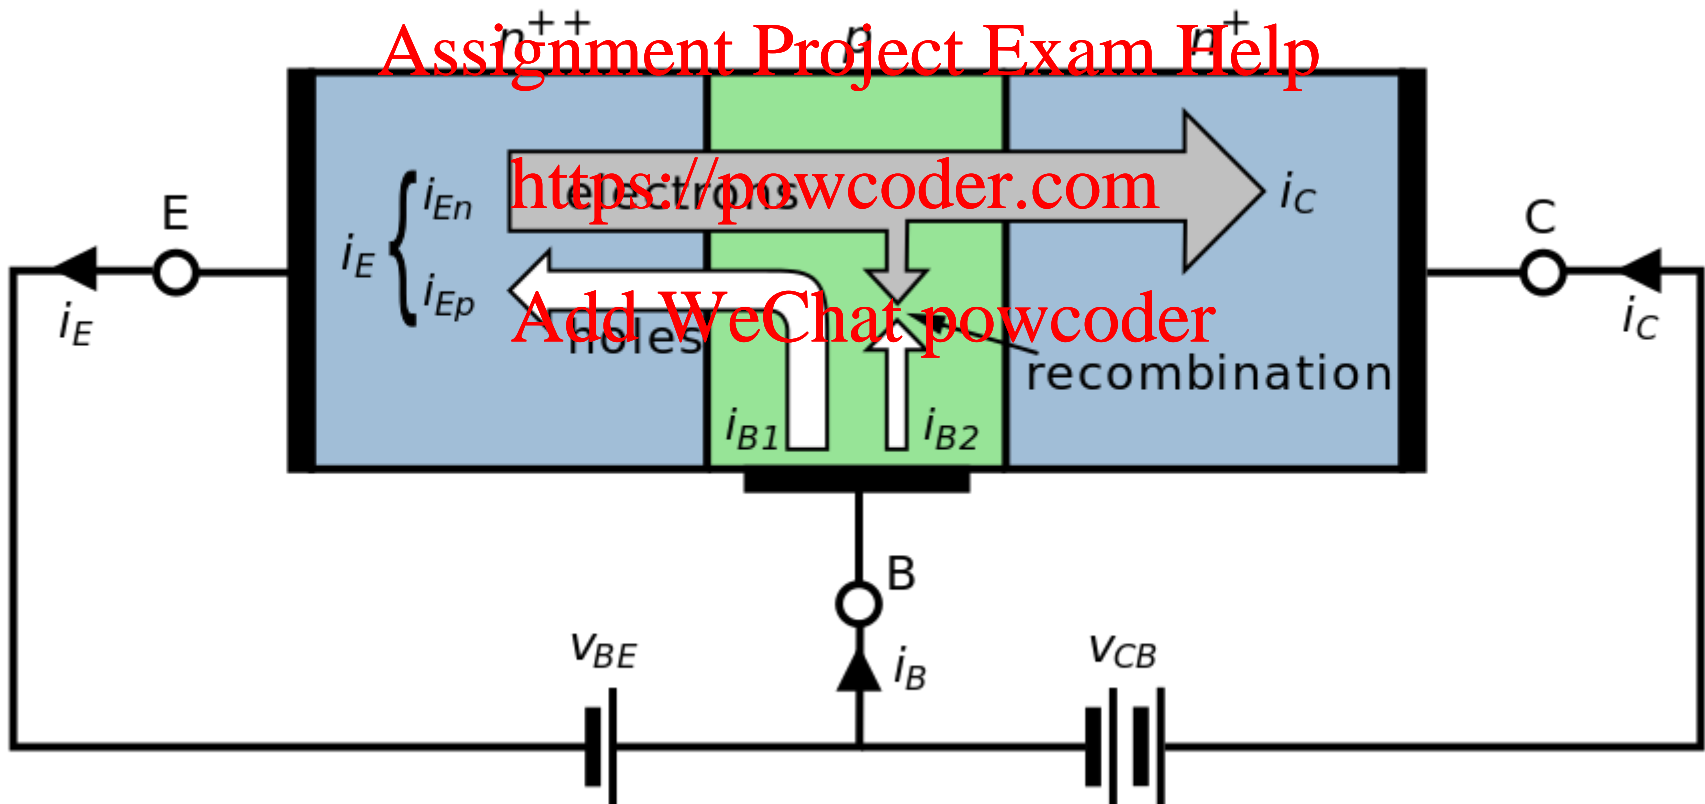 n++ p n+
Assignment Project Exam Help
E
iEn
iE
iEp
electrons
https://powcoder.com
iC
C
iE
iC
holes
Add WeChat powcoder
recombination
iB1
iB2
B
vBE
iB
vCB